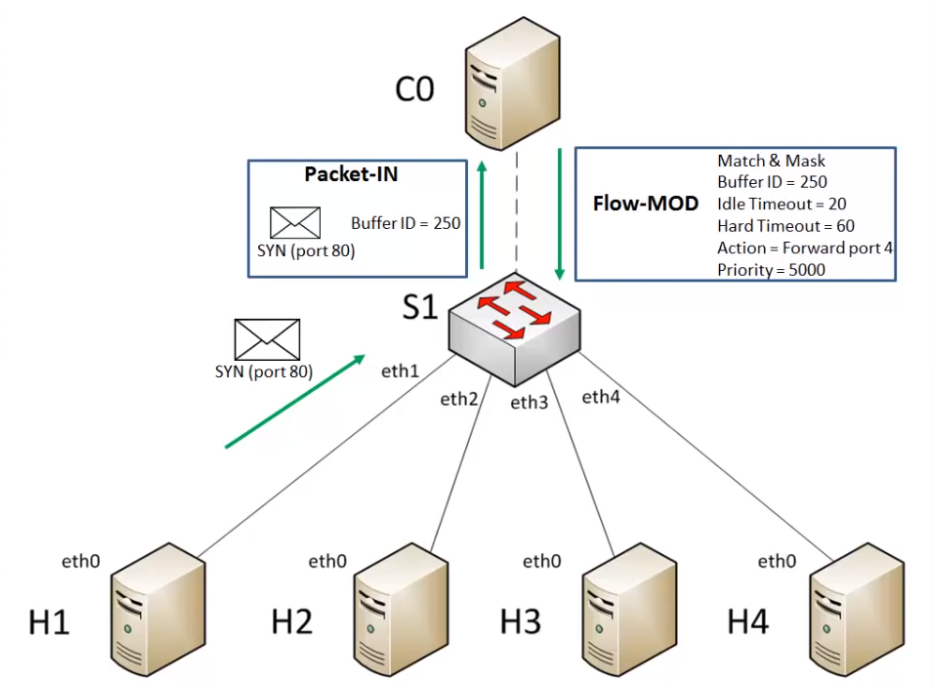 C0
Packet-IN
Buffer ID = 250
SYN (port 80)
Flow-MOD
Match & Mask
Buffer ID = 250
Idle Timeout = 20
Hard Timeout = 60
Action = Forward port 4
Priority = 5000
S1
SYN (port 80)
eth1
eth2
eth3
eth4
eth0
eth0
eth0
eth0
H1
H2
H3
H4